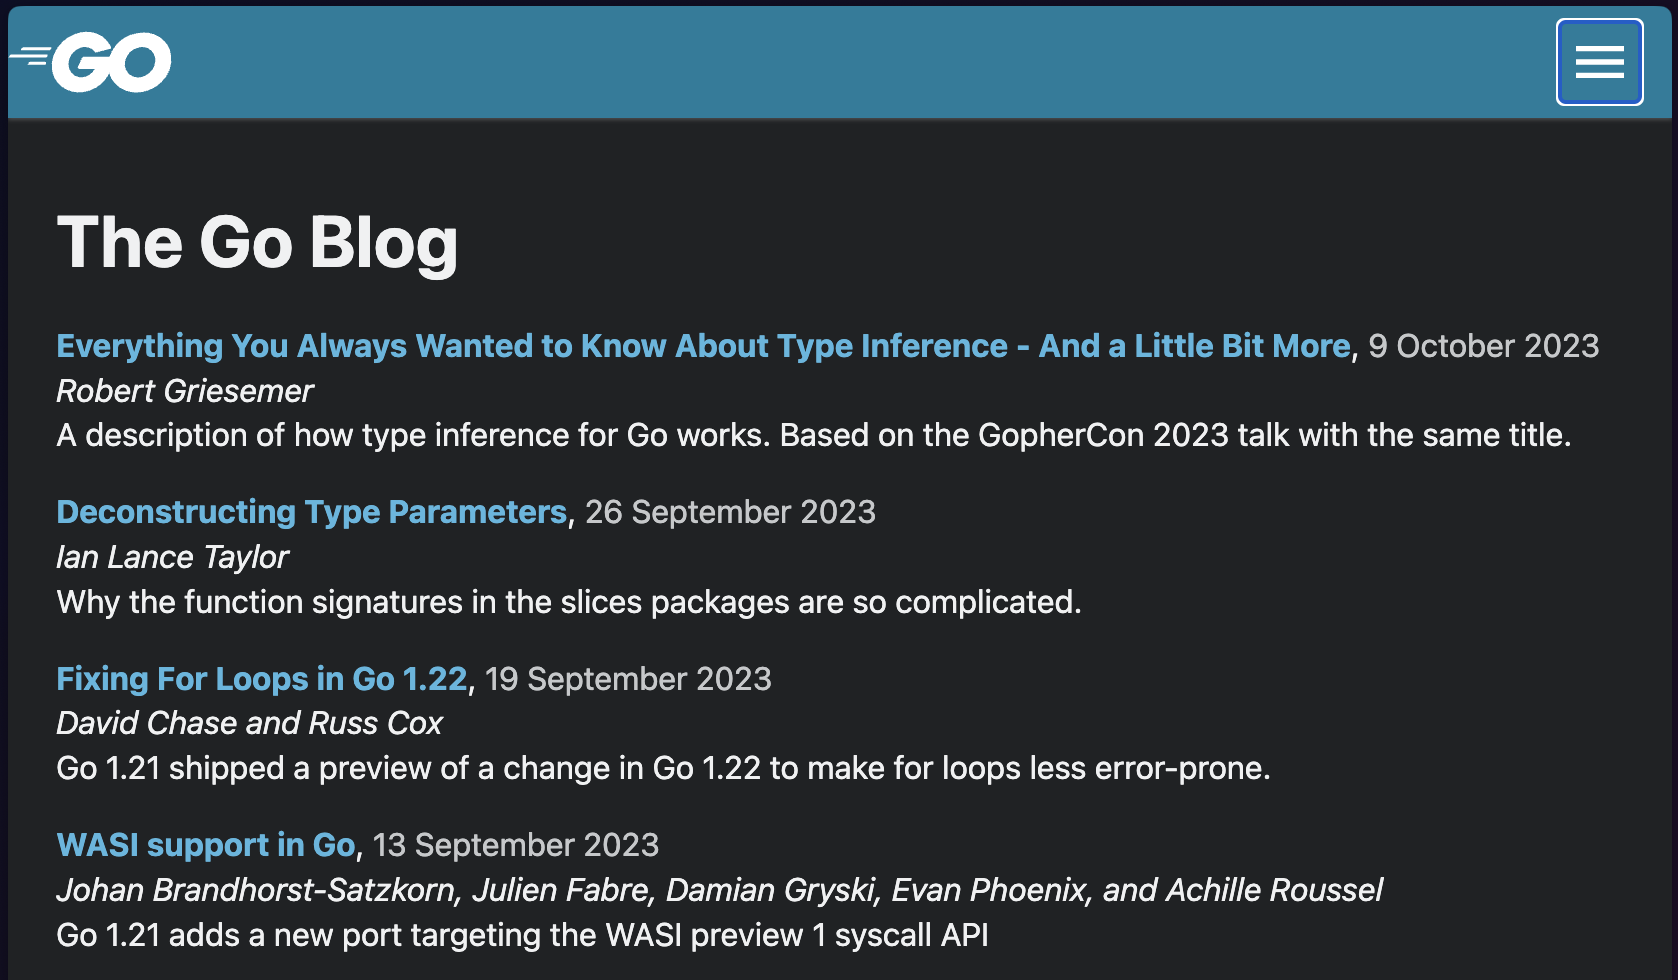 GO
The Go Blog
Everything You Always Wanted to Know About Type Inference - And a Little Bit More, 9 October 2023
Robert Griesemer
A description of how type inference for Go works. Based on the GopherCon 2023 talk with the same title.
Deconstructing Type Parameters, 26 September 2023
Ian Lance Taylor
Why the function signatures in the slices packages are so complicated.
Fixing For Loops in Go 1.22, 19 September 2023
David Chase and Russ Cox
Go 1.21 shipped a preview of a change in Go 1.22 to make for loops less error-prone.
WASI support in Go, 13 September 2023
Johan Brandhorst-Satzkorn, Julien Fabre, Damian Gryski, Evan Phoenix, and Achille Roussel
Go 1.21 adds a new port targeting the WASI preview 1 syscall API